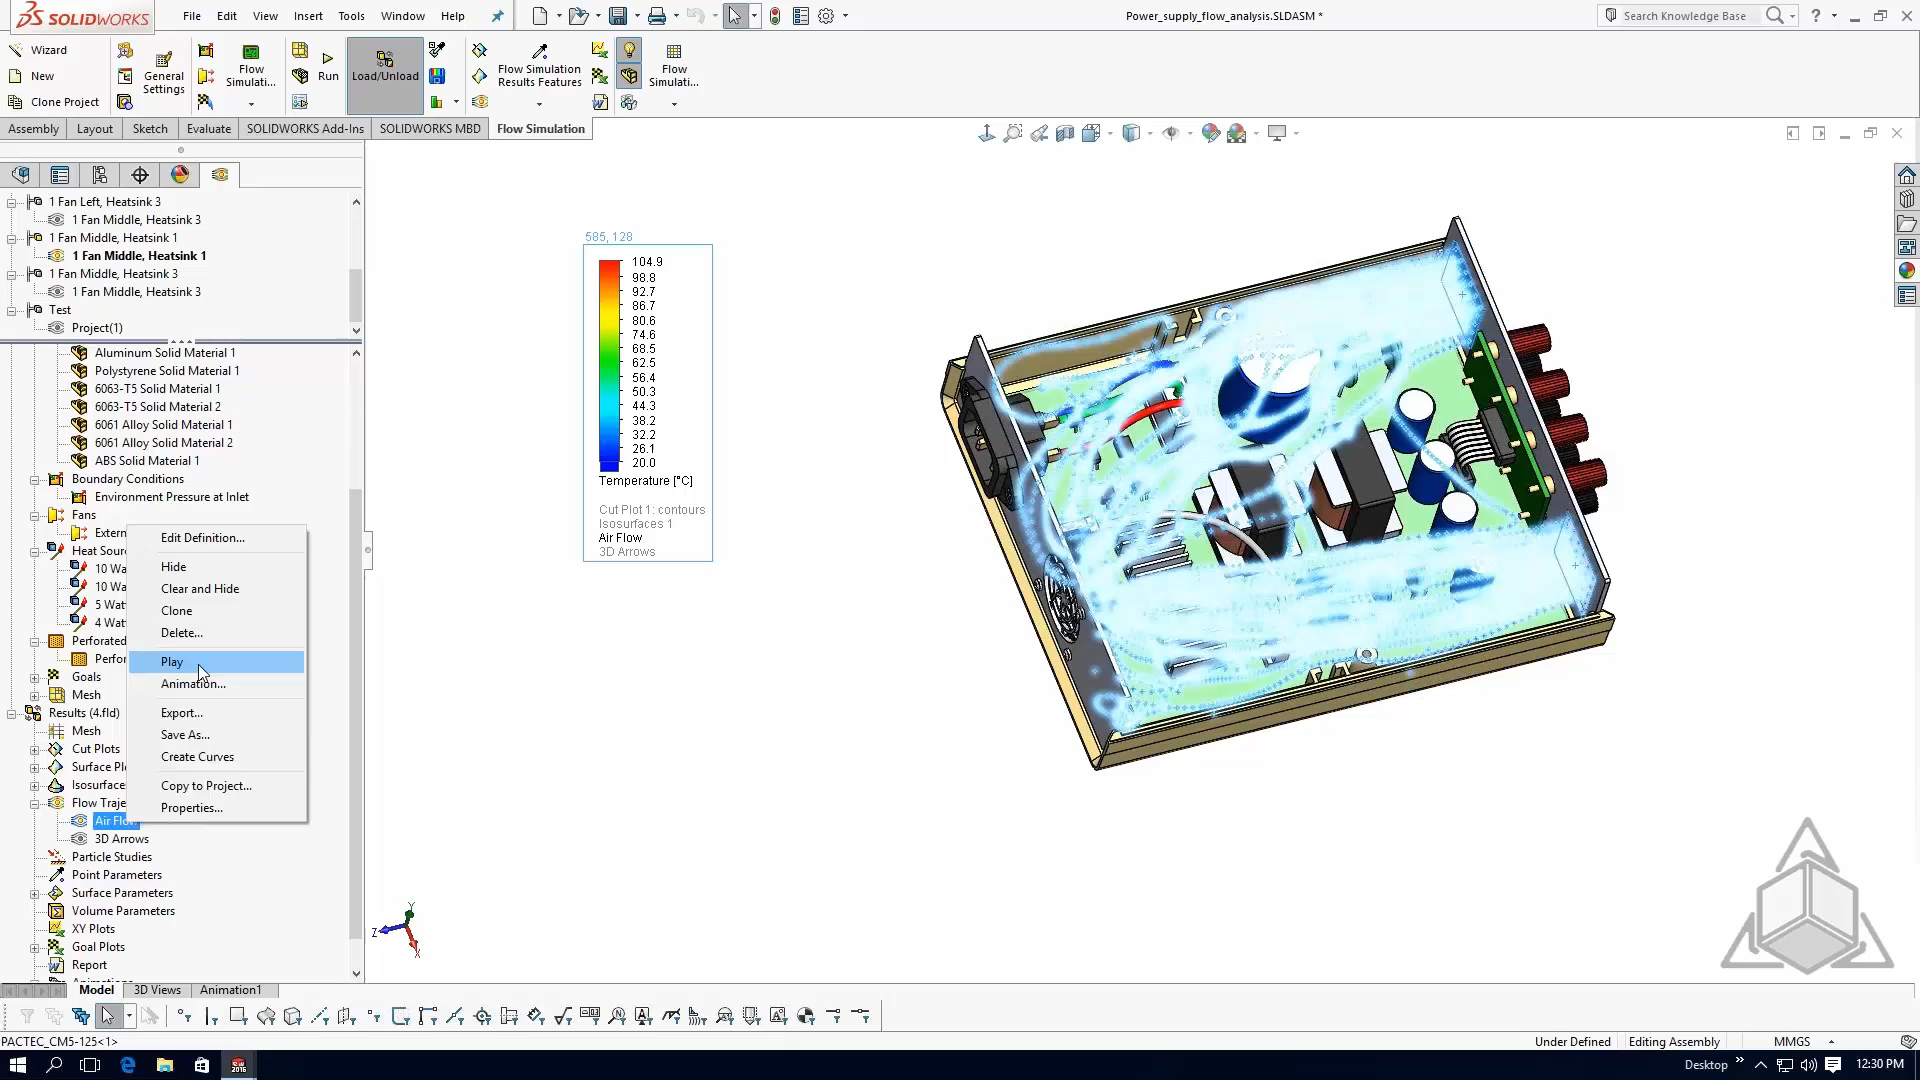 SOLIDWORKS
File Edit View Insert Tools Window Help
Power_supply_flow_analysis.SLDASM *
Search Knowledge Base
Wizard
New
Clone Project
General Settings
Flow Simulati...
Run
Load/Unload
Flow Simulation Results Features
Flow Simulati...
Assembly Layout Sketch Evaluate SOLIDWORKS Add-Ins SOLIDWORKS MBD Flow Simulation
1 Fan Left, Heatsink 3
1 Fan Middle, Heatsink 3
1 Fan Middle, Heatsink 1
1 Fan Middle, Heatsink 1
1 Fan Middle, Heatsink 3
1 Fan Middle, Heatsink 3
Test
Project(1)
Aluminum Solid Material 1
Polystyrene Solid Material 1
6063-T5 Solid Material 1
6063-T5 Solid Material 2
6061 Alloy Solid Material 1
6061 Alloy Solid Material 2
ABS Solid Material 1
Boundary Conditions
Environment Pressure at Inlet
Fans
Extern
Heat Sour
10 Wa
10 Wa
5 Wat
4 Wat
Perforated
Perfor
Goals
Mesh
Results (4.fld)
Mesh
Cut Plots
Surface Pl
Isosurface
Flow Traje
Air Flo
3D Arrows
Particle Studies
Point Parameters
Surface Parameters
Volume Parameters
XY Plots
Goal Plots
Report
Edit Definition...
Hide
Clear and Hide
Clone
Delete...
Play
Animation...
Export...
Save As...
Create Curves
Copy to Project...
Properties...
585, 128
104.9
98.8
92.7
86.7
80.6
74.6
68.5
62.5
56.4
50.3
44.3
38.2
32.2
26.1
20.0
Temperature [°C]
Cut Plot 1: contours
Isosurfaces 1
Air Flow
3D Arrows
Y
Z
X
Model 3D Views Animation1
PACTEC_CM5-125<1>
Under Defined Editing Assembly MMGS
Desktop
12:30 PM